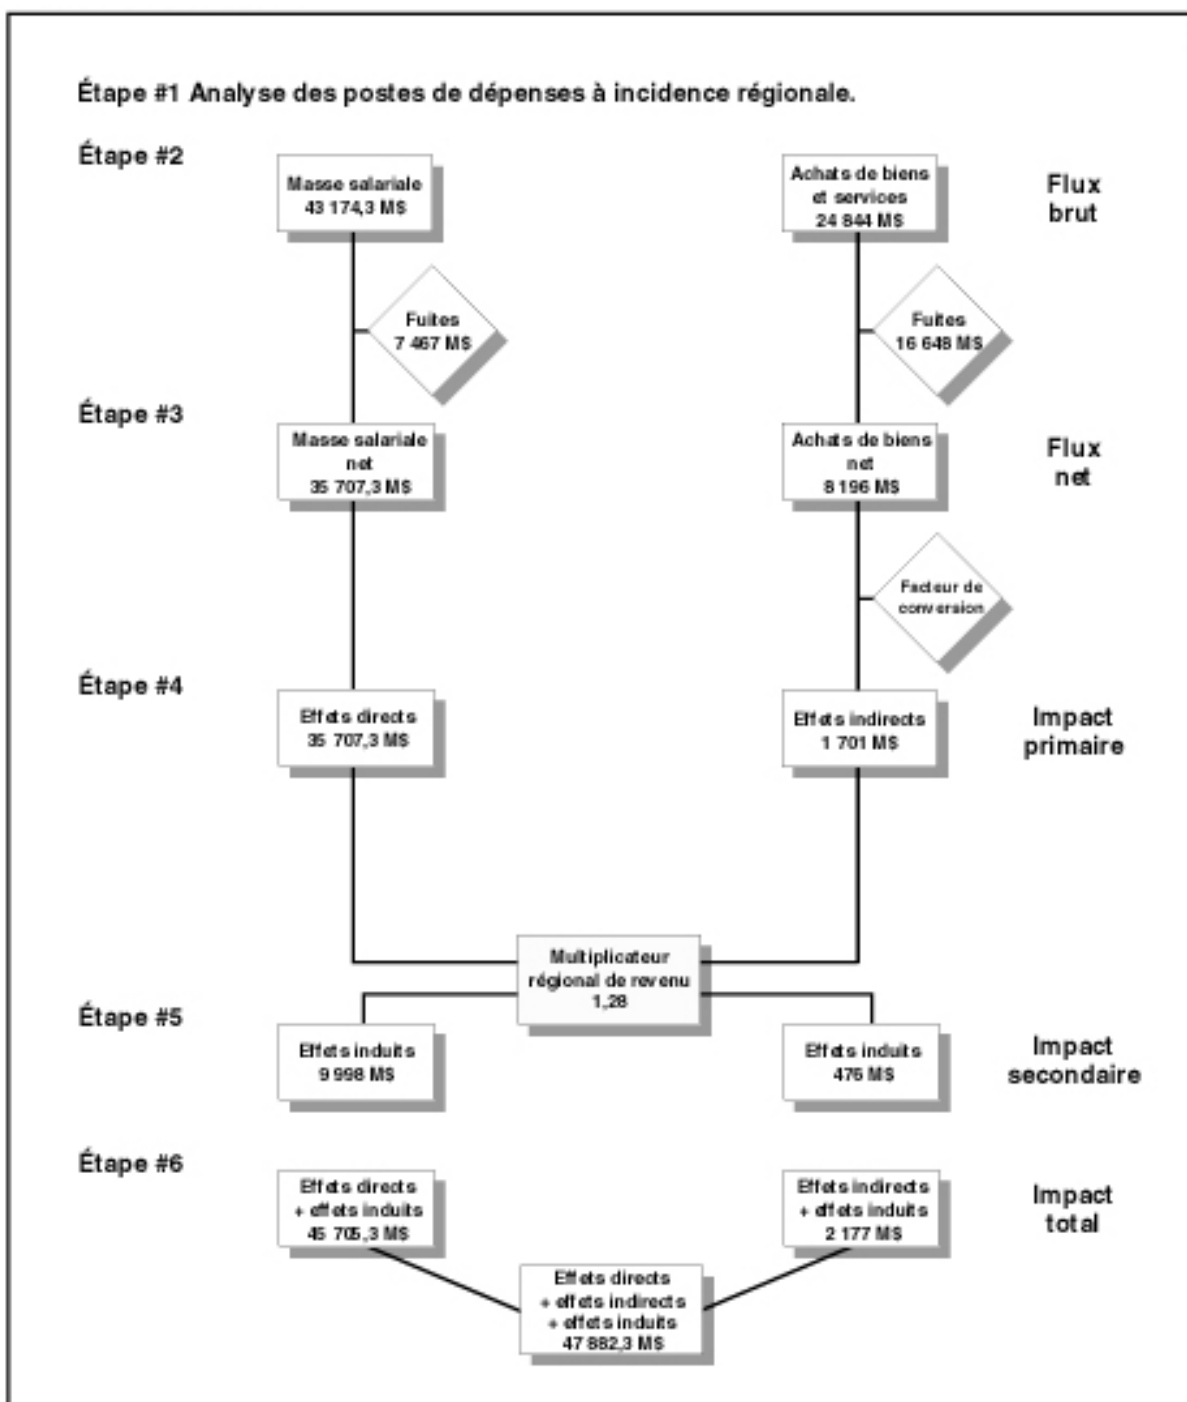 Étape #1 Analyse des postes de dépenses à incidence régionale.
Étape #2
Masse salariale
43 174,3 M$
Achats de biens
et services
24 844 M$
Flux
brut
Fuites
7 467 M$
Fuites
16 648 M$
Étape #3
Masse salariale
net
35 707,3 M$
Achats de biens
net
8 196 M$
Flux
net
Facteur de
conversion
Étape #4
Effets directs
35 707,3 M$
Effets indirects
1 701 M$
Impact
primaire
Multiplicateur
régional de revenu
1,28
Étape #5
Effets induits
9 998 M$
Effets induits
476 M$
Impact
secondaire
Étape #6
Effets directs
+ effets induits
45 705,3 M$
Effets indirects
+ effets induits
2 177 M$
Impact
total
Effets directs
+ effets indirects
+ effets induits
47 882,3 M$